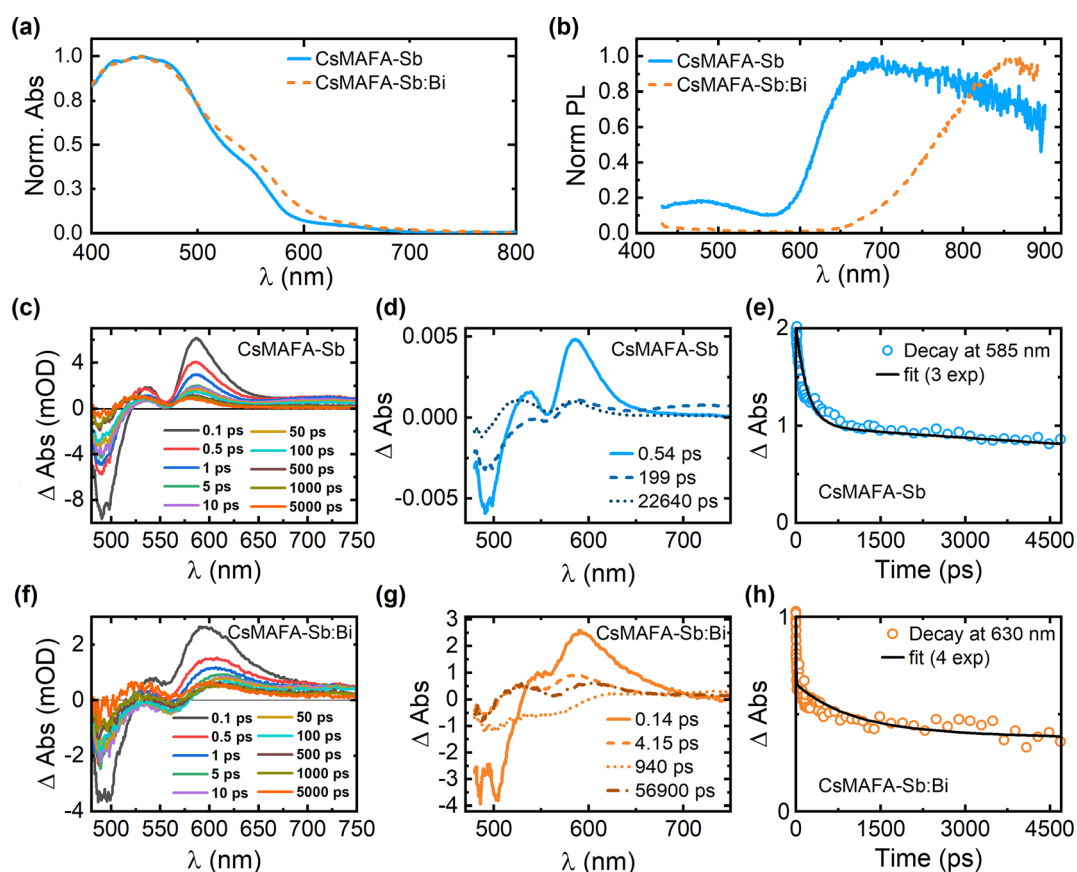 (a)
1.0
0.8
0.5
0.3
0.0
Norm. Abs
CsMAFA-Sb
CsMAFA-Sb:Bi
400 500 600 700 800
λ (nm)
(b)
1.0
0.8
0.6
0.4
0.2
0.0
Norm PL
CsMAFA-Sb
CsMAFA-Sb:Bi
400 500 600 700 800 900
λ (nm)
(c)
4
0
-4
-8
Δ Abs (mOD)
CsMAFA-Sb
0.1 ps
0.5 ps
1 ps
5 ps
10 ps
50 ps
100 ps
500 ps
1000 ps
5000 ps
500 550 600 650 700 750
λ (nm)
(d)
0.005
0.000
-0.005
Δ Abs
CsMAFA-Sb
0.54 ps
199 ps
22640 ps
500 600 700
λ (nm)
(e)
2
1
0
Δ Abs
Decay at 585 nm
fit (3 exp)
CsMAFA-Sb
0 1500 3000 4500
Time (ps)
(f)
2
0
-2
-4
Δ Abs (mOD)
CsMAFA-Sb:Bi
0.1 ps
0.5 ps
1 ps
5 ps
10 ps
50 ps
100 ps
500 ps
1000 ps
5000 ps
500 550 600 650 700 750
λ (nm)
(g)
3
2
1
0
-1
-2
-3
-4
Δ Abs
CsMAFA-Sb:Bi
0.14 ps
4.15 ps
940 ps
56900 ps
500 600 700
λ (nm)
(h)
1
0
Δ Abs
Decay at 630 nm
fit (4 exp)
CsMAFA-Sb:Bi
0 1500 3000 4500
Time (ps)